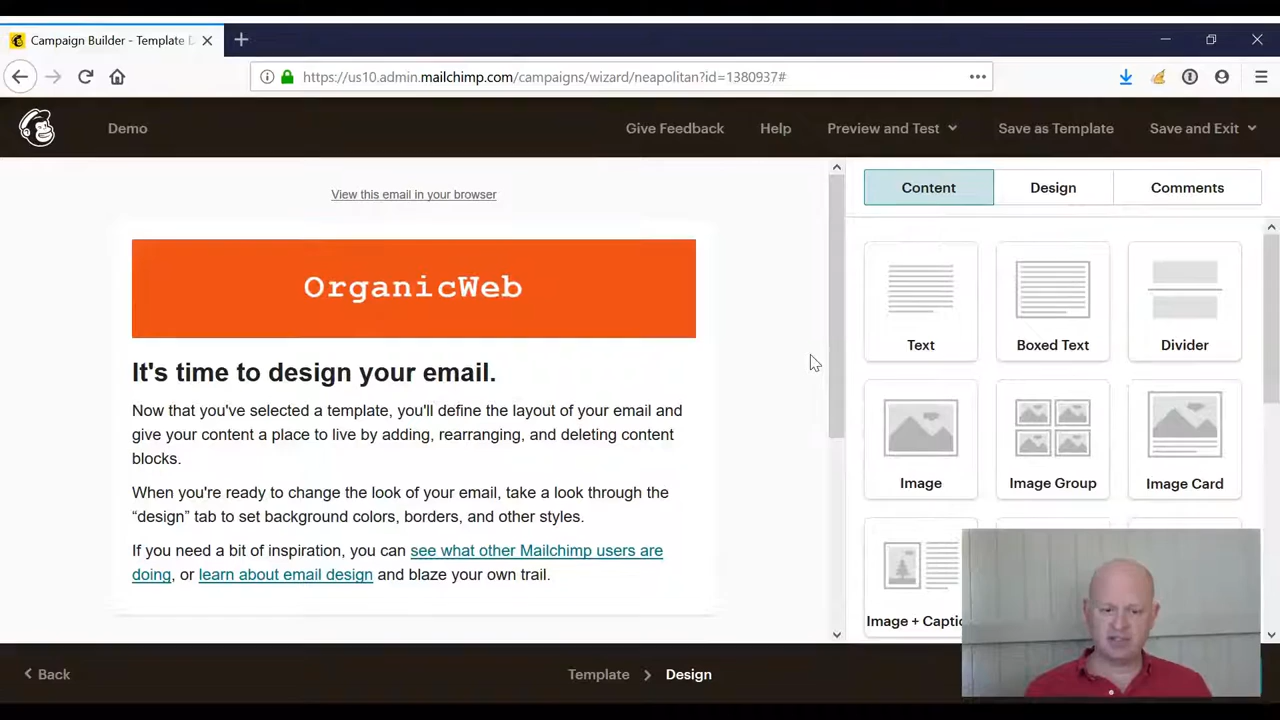 Campaign Builder - Template D
https://us10.admin.mailchimp.com/campaigns/wizard/neapolitan?id=1380937#
Demo
Give Feedback
Help
Preview and Test
Save as Template
Save and Exit
View this email in your browser
Content
Design
Comments
OrganicWeb
It's time to design your email.
Now that you've selected a template, you'll define the layout of your email and
give your content a place to live by adding, rearranging, and deleting content
blocks.
When you're ready to change the look of your email, take a look through the
“design” tab to set background colors, borders, and other styles.
If you need a bit of inspiration, you can see what other Mailchimp users are
doing, or learn about email design and blaze your own trail.
Text
Boxed Text
Divider
Image
Image Group
Image Card
Image + Captio
Back
Template
Design